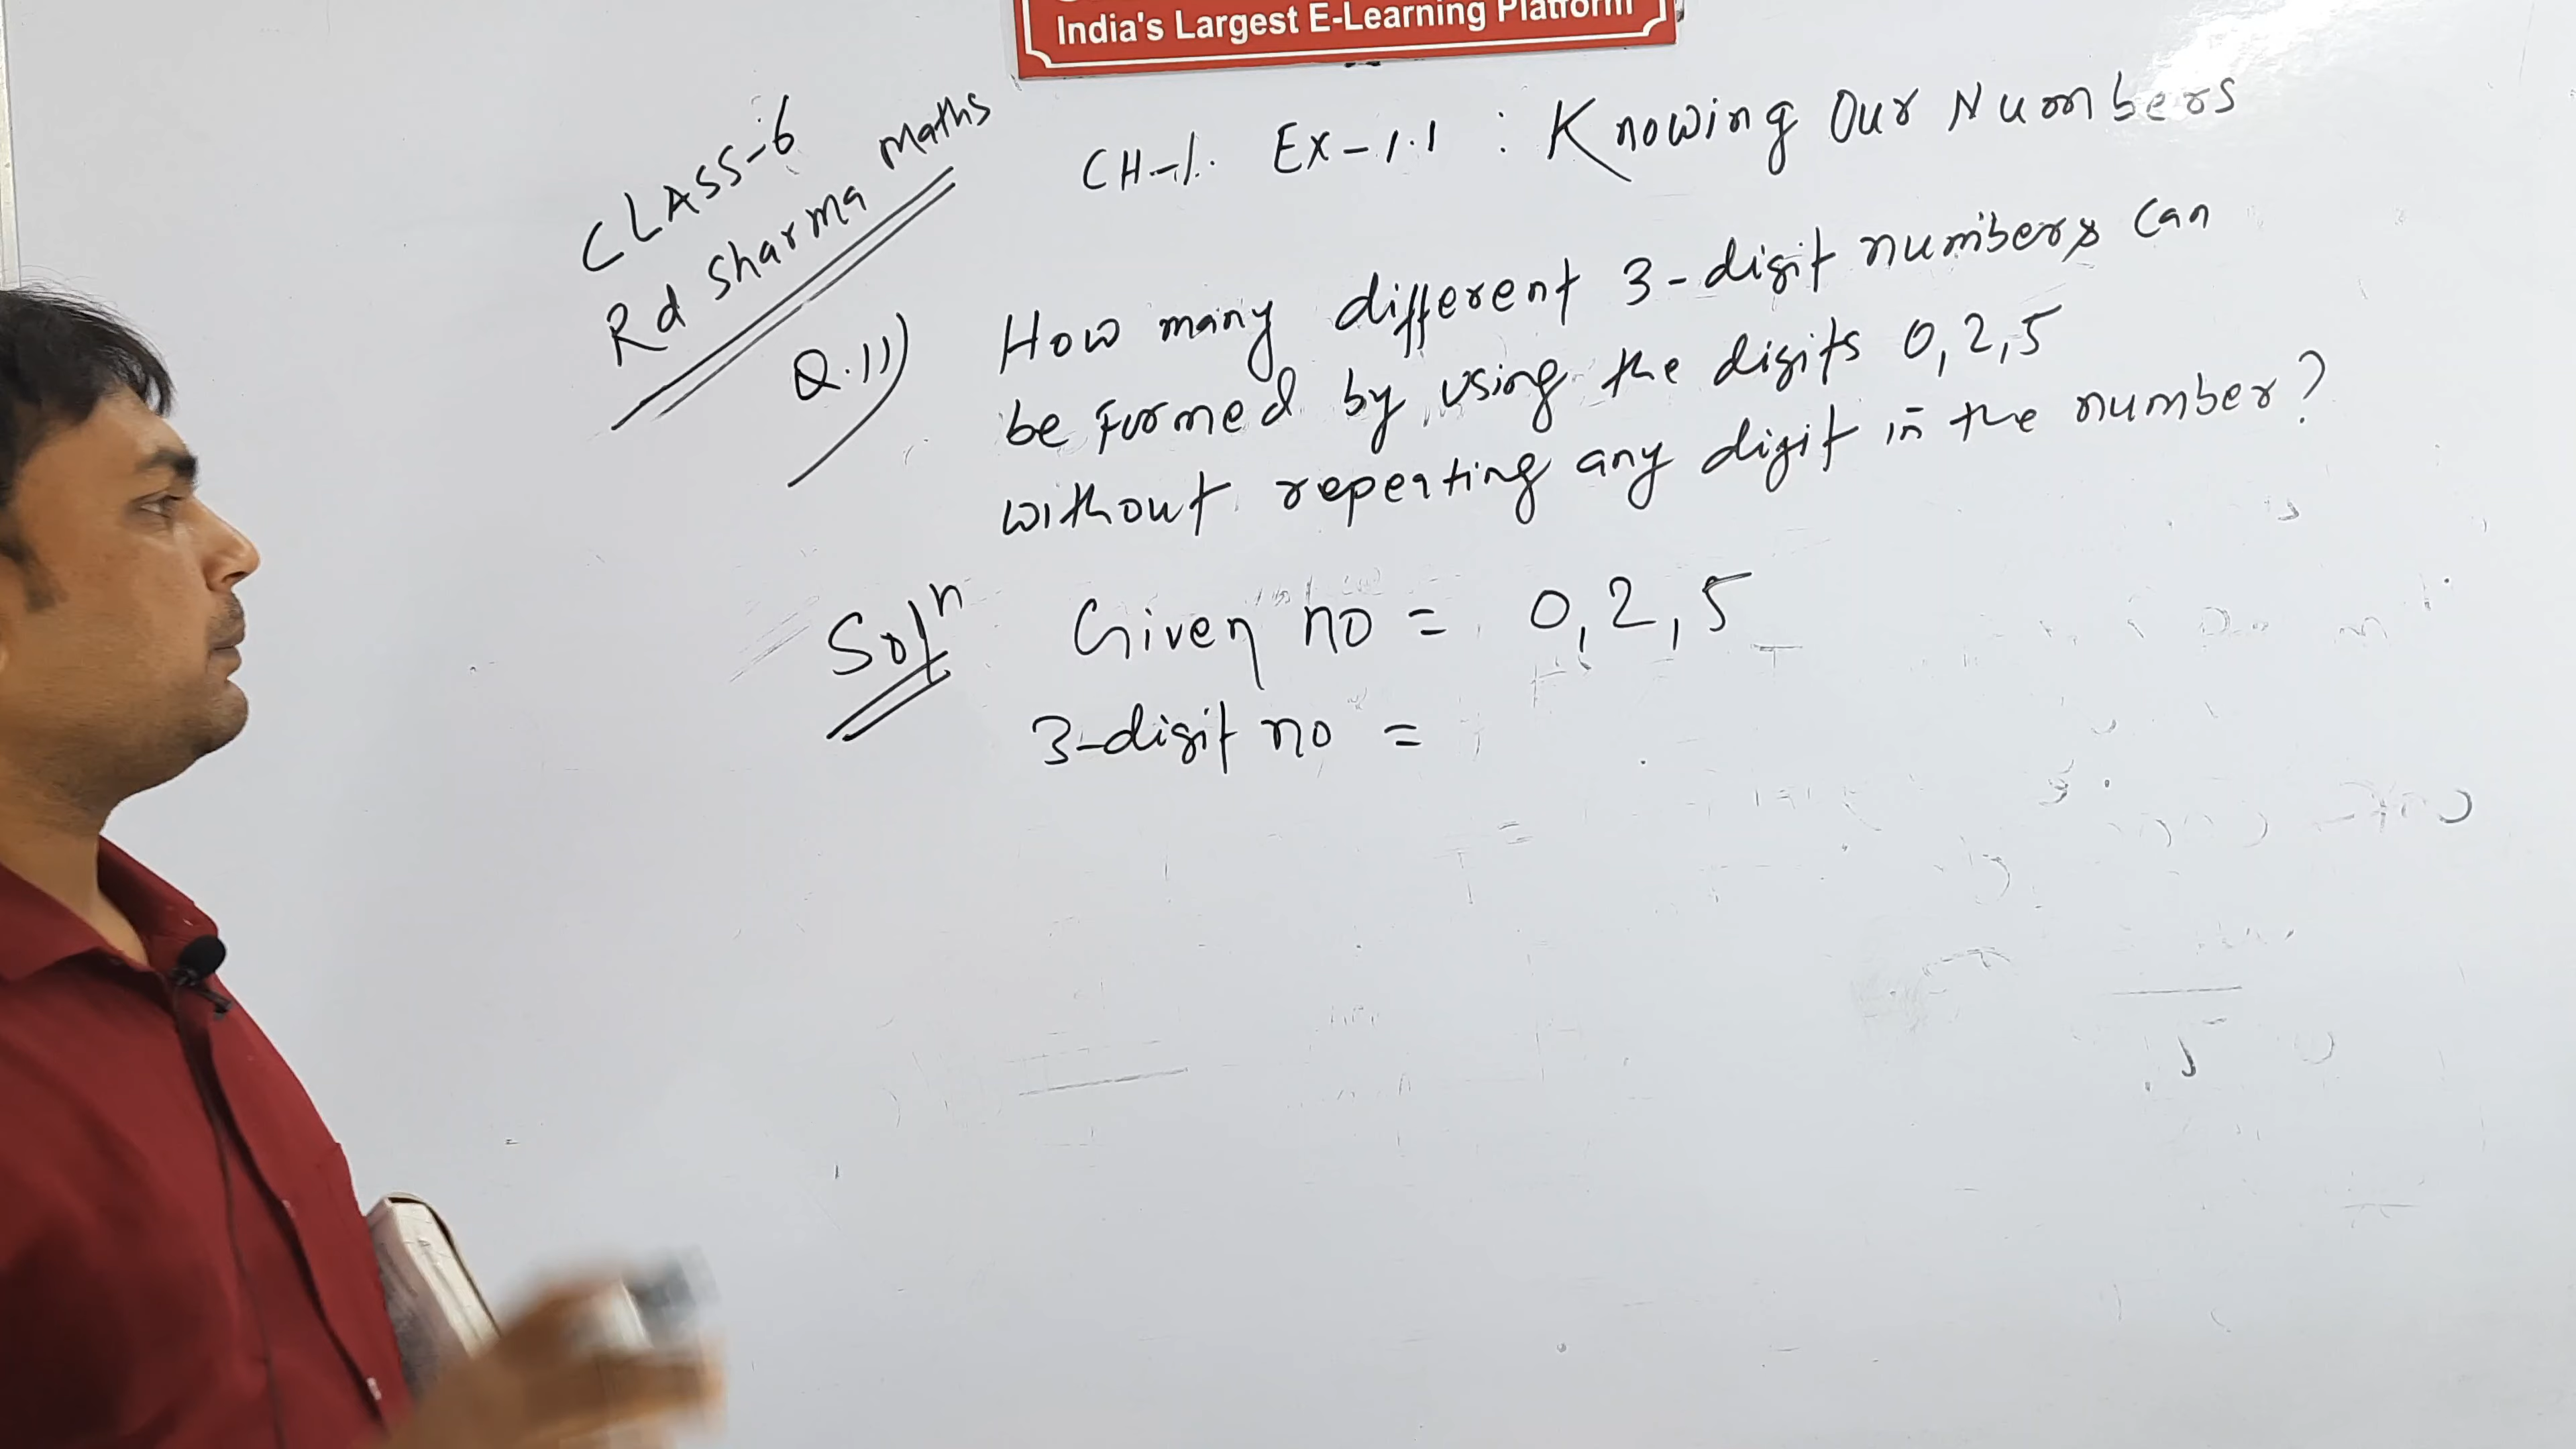 India's Largest E-Learning Platform
CLASS-6
Rd Sharma Maths
CH-1. Ex-1.1 : Knowing Our Numbers
Q.11) How many different 3-digit numbers can
be formed by using the digits 0,2,5
without repeating any digit in the number?
Solⁿ Given no = 0,2,5
3-digit no =